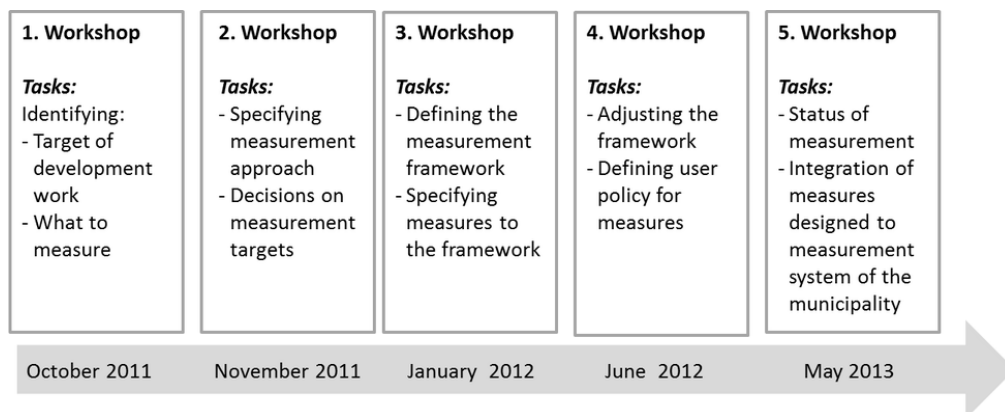 1. Workshop
Tasks:
Identifying:
- Target of
development
work
- What to
measure
2. Workshop
Tasks:
- Specifying
measurement
approach
- Decisions on
measurement
targets
3. Workshop
Tasks:
- Defining the
measurement
framework
- Specifying
measures to
the framework
4. Workshop
Tasks:
- Adjusting the
framework
- Defining user
policy for
measures
5. Workshop
Tasks:
- Status of
measurement
- Integration of
measures
designed to
measurement
system of the
municipality
October 2011
November 2011
January 2012
June 2012
May 2013